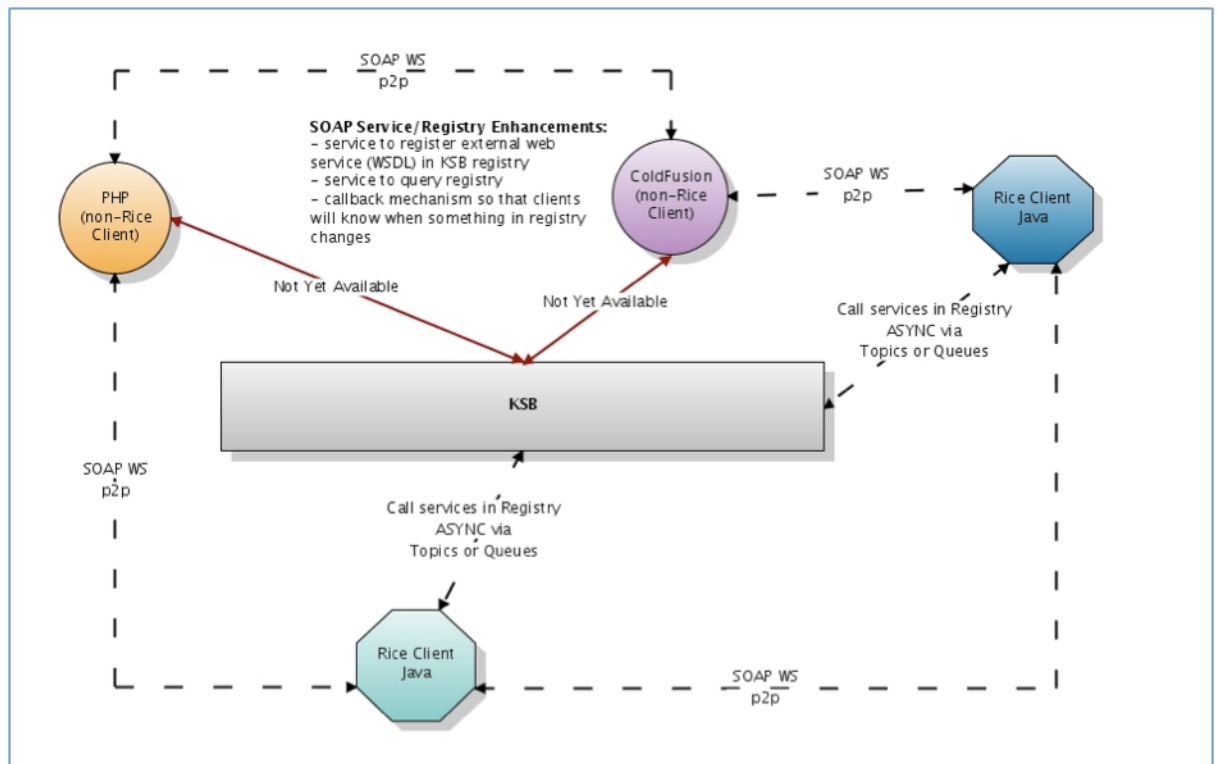 SOAP WS
p2p
SOAP Service/Registry Enhancements:
– service to register external web
service (WSDL) in KSB registry
– service to query registry
– callback mechanism so that clients
will know when something in registry
changes
PHP
(non-Rice
Client)
ColdFusion
(non-Rice
Client)
SOAP WS
p2p
Rice Client
Java
Not Yet Available
Not Yet Available
Call services in Registry
ASYNC via
Topics or Queues
KSB
SOAP WS
p2p
Call services in Registry
ASYNC via
Topics or Queues
Rice Client
Java
SOAP WS
p2p